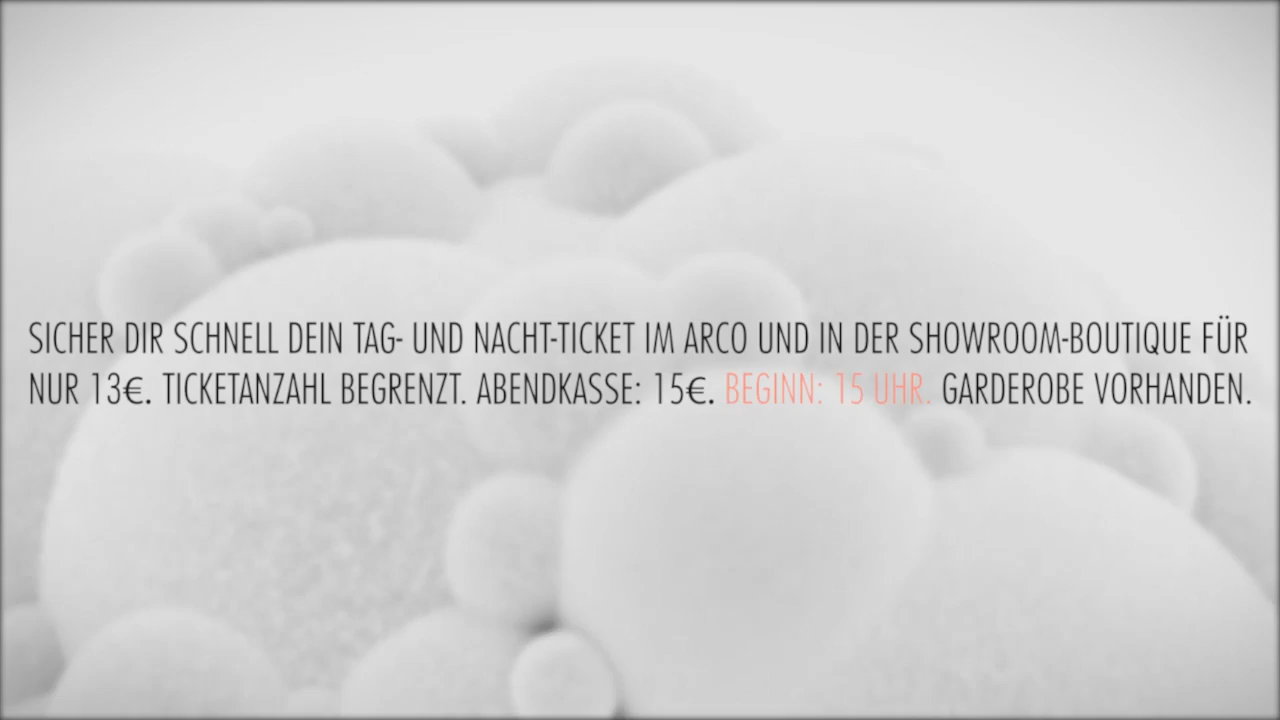 SICHER DIR SCHNELL DEIN TAG- UND NACHT-TICKET IM ARCO UND IN DER SHOWROOM-BOUTIQUE FÜR
NUR 13€. TICKETANZAHL BEGRENZT. ABENDKASSE: 15€. BEGINN: 15 UHR. GARDEROBE VORHANDEN.